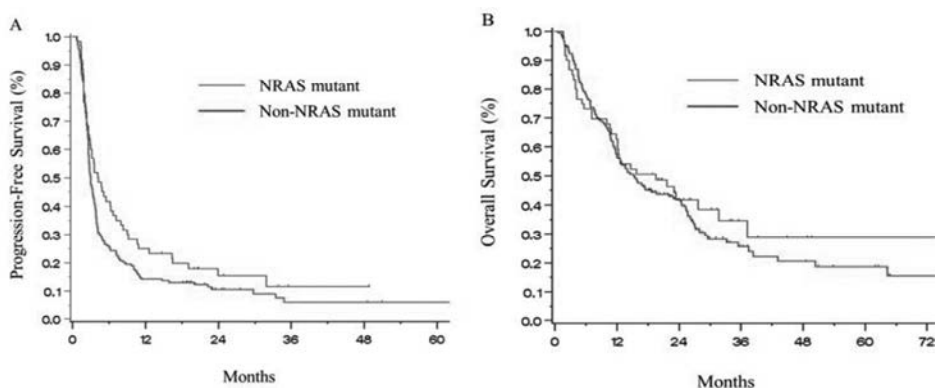 A
Progression-Free Survival (%)
1.0
0.9
0.8
0.7
0.6
0.5
0.4
0.3
0.2
0.1
0.0
NRAS mutant
Non-NRAS mutant
0 12 24 36 48 60
Months
B
Overall Survival (%)
1.0
0.9
0.8
0.7
0.6
0.5
0.4
0.3
0.2
0.1
0.0
NRAS mutant
Non-NRAS mutant
0 12 24 36 48 60 72
Months